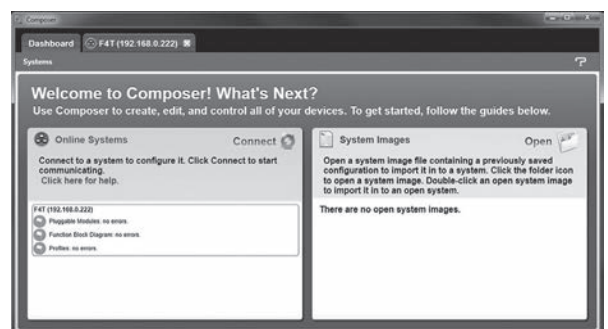 Composer
Dashboard
F4T (192.168.0.222)
Systems
?
Welcome to Composer! What's Next?
Use Composer to create, edit, and control all of your devices. To get started, follow the guides below.
Online Systems
Connect
Connect to a system to configure it. Click Connect to start
communicating.
Click here for help.
F4T (192.168.0.222)
Pluggable Modules: no errors.
Function Block Diagram: no errors.
Profiles: no errors.
System Images
Open
Open a system image file containing a previously saved
configuration to import it in to a system. Click the folder icon
to open a system image. Double-click an open system image
to import it in to an open system.
There are no open system images.